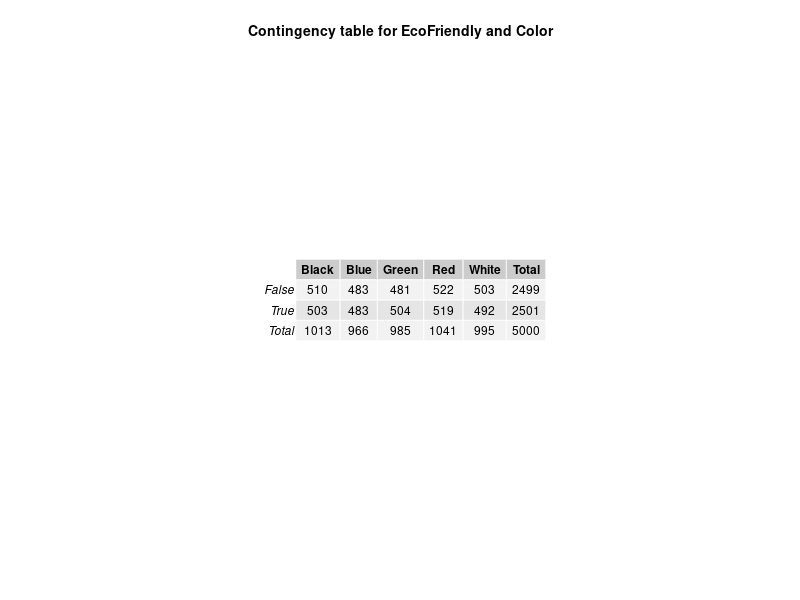 Contingency table for EcoFriendly and Color
Black Blue Green Red White Total
False 510 483 481 522 503 2499
True 503 483 504 519 492 2501
Total 1013 966 985 1041 995 5000